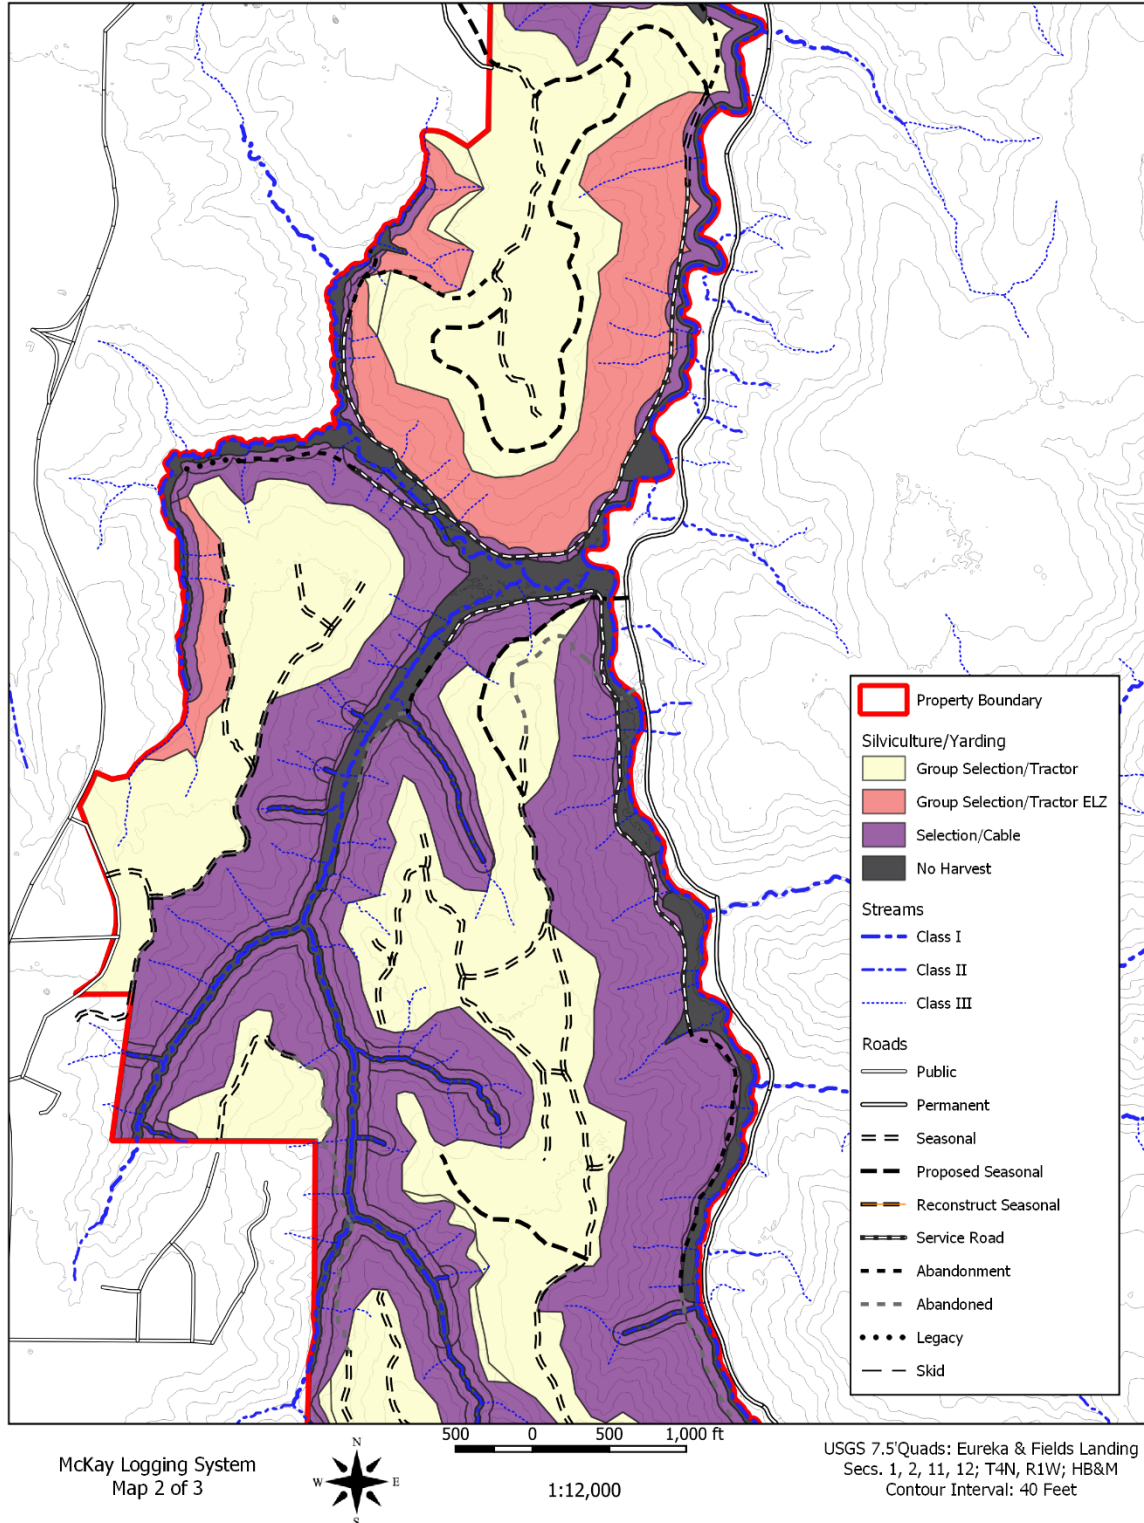 Property Boundary
Silviculture/Yarding
Group Selection/Tractor
Group Selection/Tractor ELZ
Selection/Cable
No Harvest
Streams
Class I
Class II
Class III
Roads
Public
Permanent
Seasonal
Proposed Seasonal
Reconstruct Seasonal
Service Road
Abandonment
Abandoned
Legacy
Skid
McKay Logging System
Map 2 of 3
N
W E
S
500 0 500 1,000 ft
1:12,000
USGS 7.5'Quads: Eureka & Fields Landing
Secs. 1, 2, 11, 12; T4N, R1W; HB&M
Contour Interval: 40 Feet